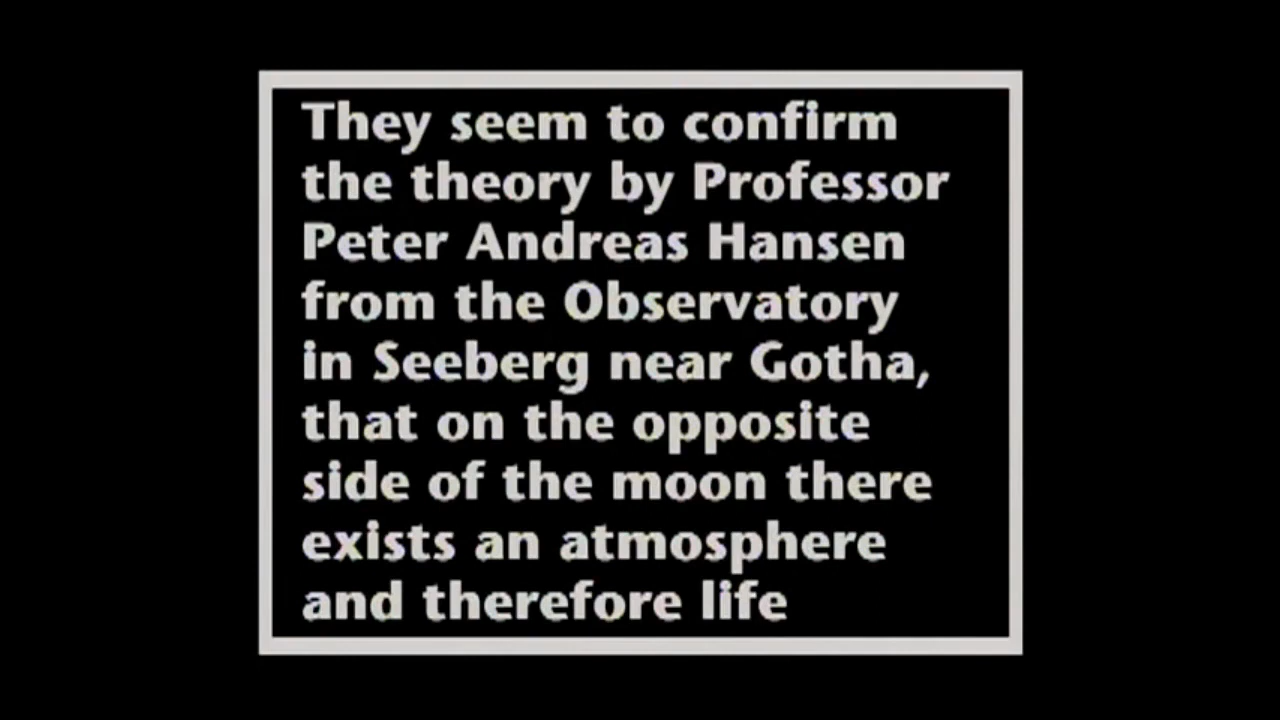 They seem to confirm
the theory by Professor
Peter Andreas Hansen
from the Observatory
in Seeberg near Gotha,
that on the opposite
side of the moon there
exists an atmosphere
and therefore life